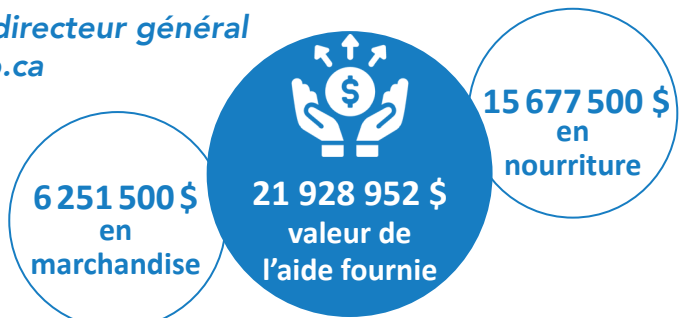 directeur général
.ca
$
15 677 500 $
en
nourriture
6 251 500 $
en
marchandise
21 928 952 $
valeur de
l'aide fournie